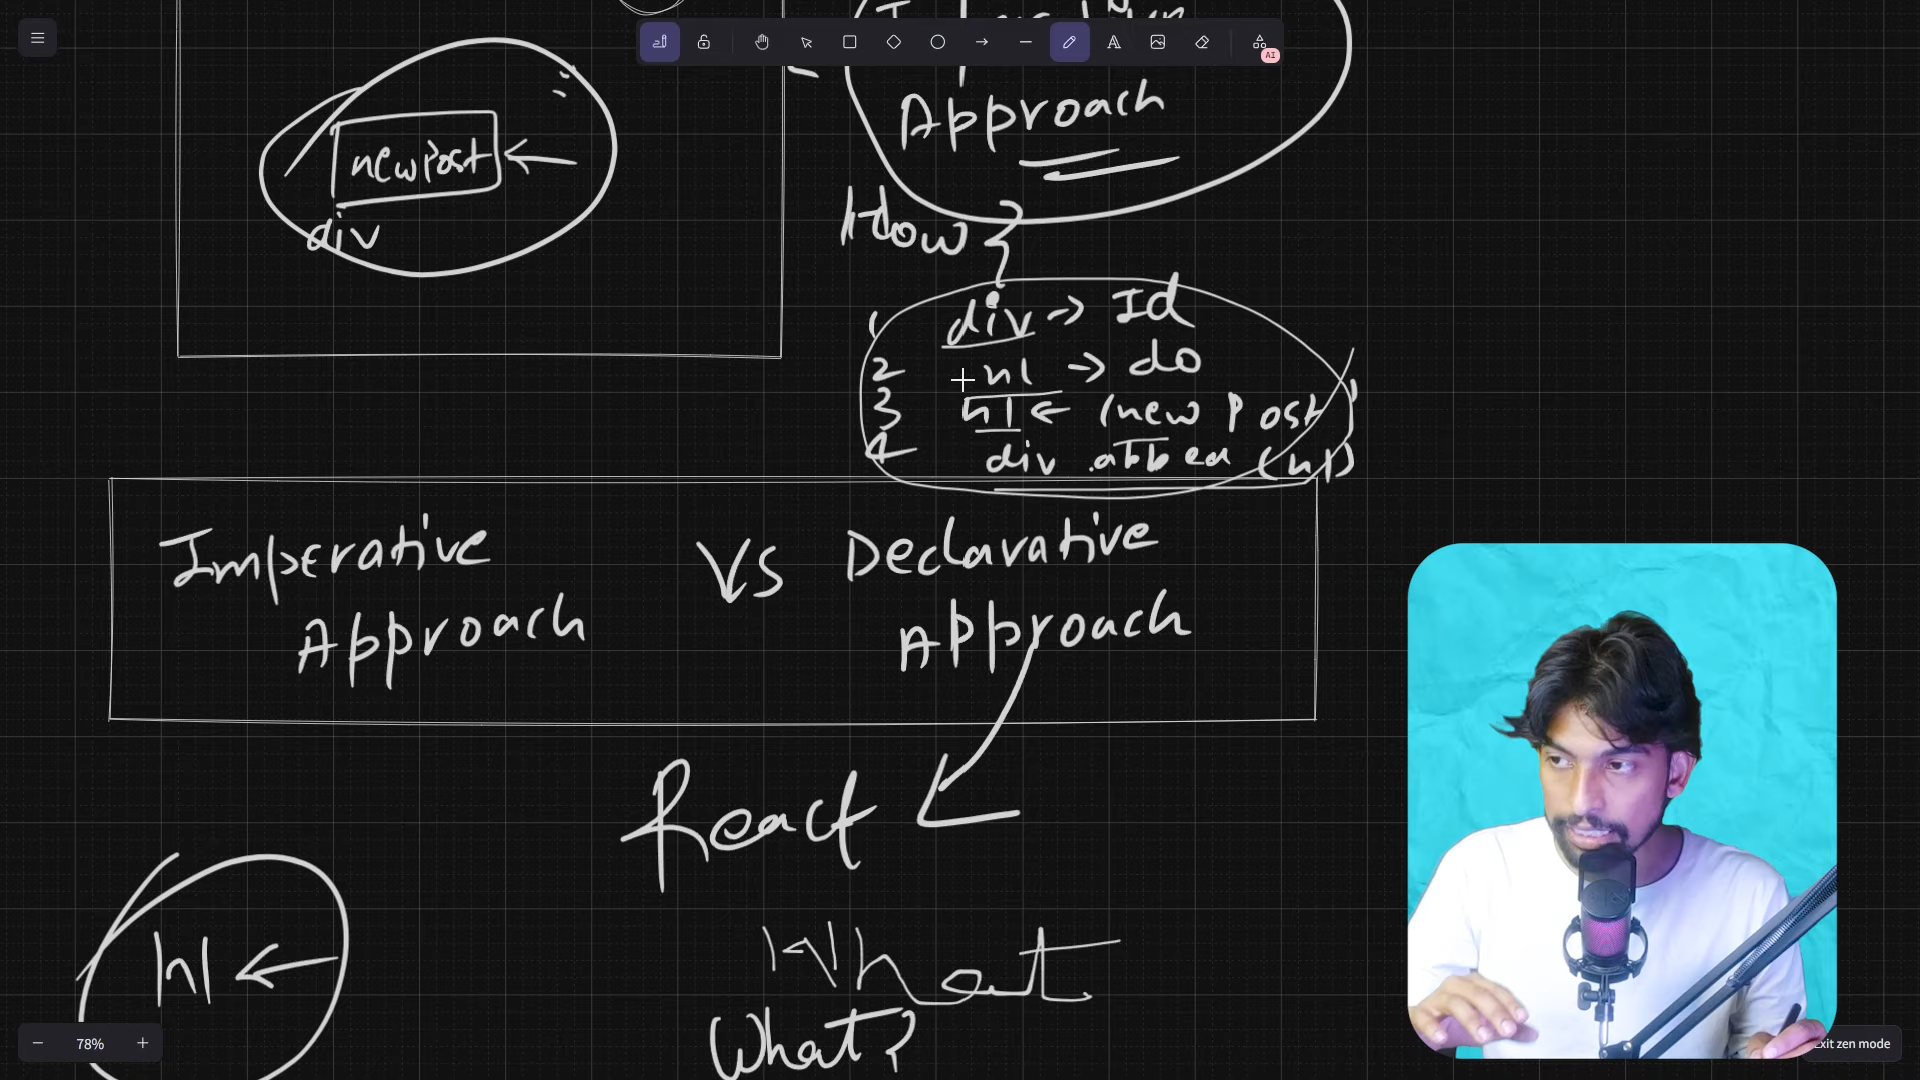 AI
Approach
newpost
div
How
1 div -> Id
2 h1 -> do
3 h1 <- (new Post)
4 div .append (h1)
Imperative VS Declarative
Approach Approach
React
What
What?
h1 <-
78%
Exit zen mode